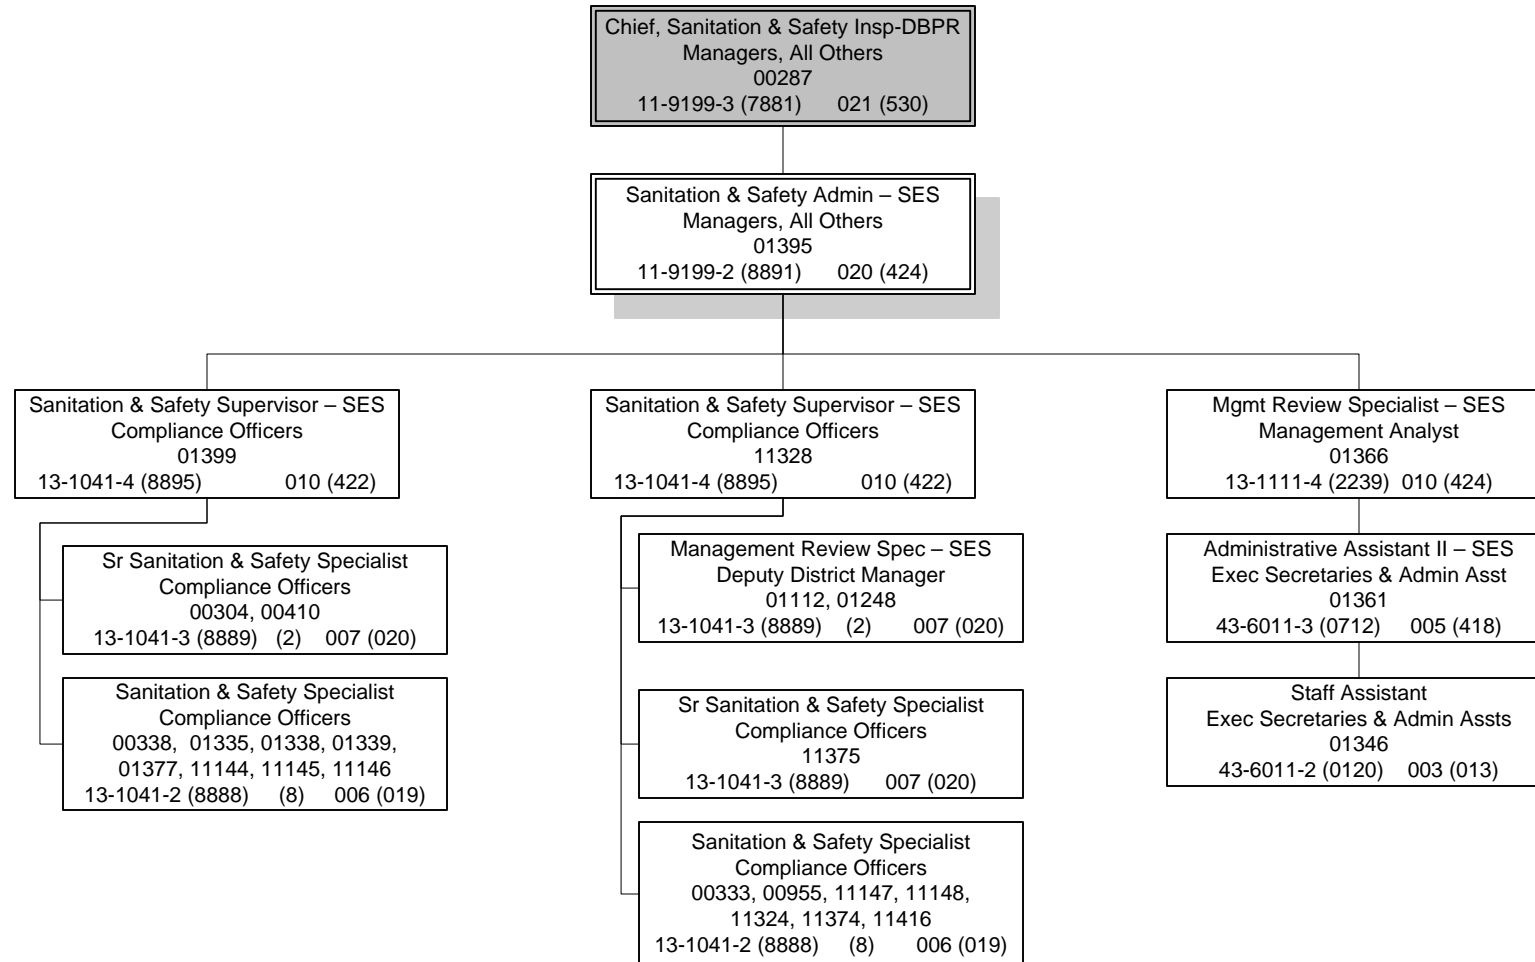 Chief, Sanitation & Safety Insp-DBPR
Managers, All Others
00287
11-9199-3 (7881) 021 (530)
Sanitation & Safety Admin – SES
Managers, All Others
01395
11-9199-2 (8891) 020 (424)
Sanitation & Safety Supervisor – SES
Compliance Officers
01399
13-1041-4 (8895) 010 (422)
Sr Sanitation & Safety Specialist
Compliance Officers
00304, 00410
13-1041-3 (8889) (2) 007 (020)
Sanitation & Safety Specialist
Compliance Officers
00338, 01335, 01338, 01339,
01377, 11144, 11145, 11146
13-1041-2 (8888) (8) 006 (019)
Sanitation & Safety Supervisor – SES
Compliance Officers
11328
13-1041-4 (8895) 010 (422)
Management Review Spec – SES
Deputy District Manager
01112, 01248
13-1041-3 (8889) (2) 007 (020)
Sr Sanitation & Safety Specialist
Compliance Officers
11375
13-1041-3 (8889) 007 (020)
Sanitation & Safety Specialist
Compliance Officers
00333, 00955, 11147, 11148,
11324, 11374, 11416
13-1041-2 (8888) (8) 006 (019)
Mgmt Review Specialist – SES
Management Analyst
01366
13-1111-4 (2239) 010 (424)
Administrative Assistant II – SES
Exec Secretaries & Admin Asst
01361
43-6011-3 (0712) 005 (418)
Staff Assistant
Exec Secretaries & Admin Assts
01346
43-6011-2 (0120) 003 (013)